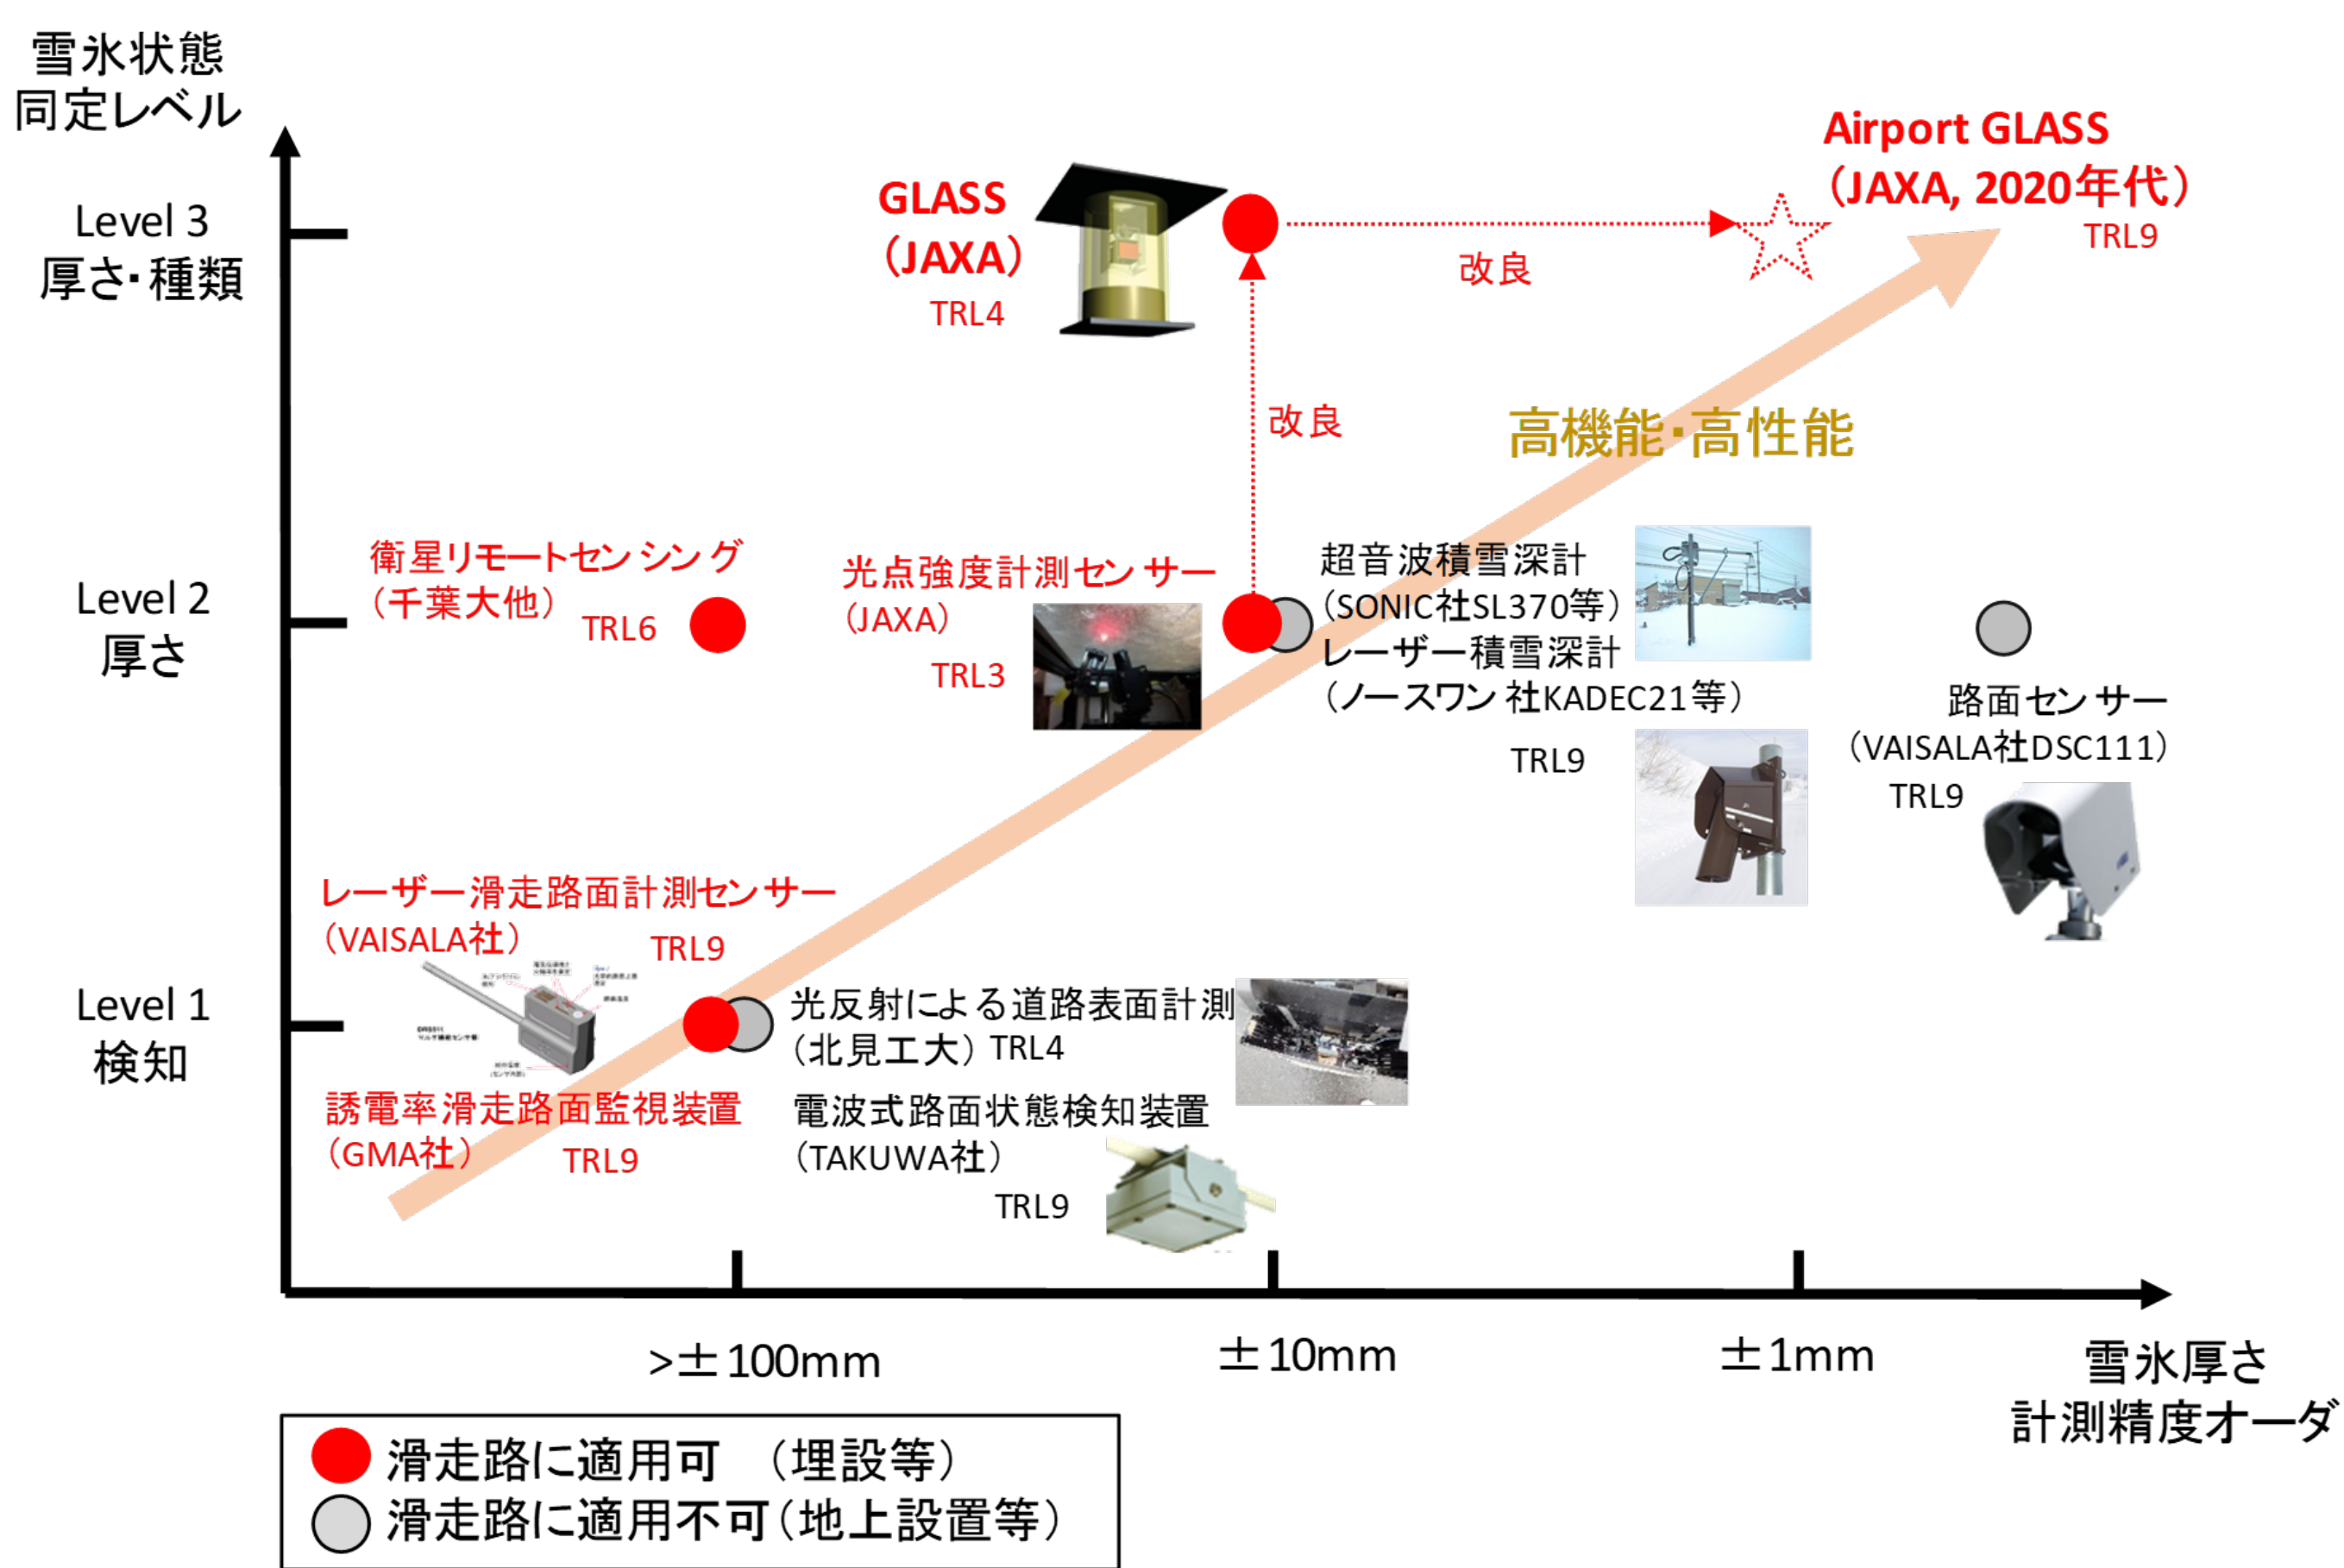 雪氷状態
同定レベル
Level 3
厚さ・種類
Level 2
厚さ
Level 1
検知
GLASS
（JAXA）
TRL4
改良
Airport GLASS
（JAXA, 2020年代）
TRL9
改良
高機能・高性能
衛星リモートセンシング
（千葉大他）
TRL6
光点強度計測センサー
（JAXA）
TRL3
超音波積雪深計
（SONIC社SL370等）
レーザー積雪深計
（ノースワン社KADEC21等）
TRL9
路面センサー
（VAISALA社DSC111）
TRL9
レーザー滑走路面計測センサー
（VAISALA社）
TRL9
誘電率滑走路面監視装置
（GMA社）
TRL9
光反射による道路表面計測
（北見工大） TRL4
電波式路面状態検知装置
（TAKUWA社）
TRL9
>±100mm
±10mm
±1mm
雪氷厚さ
計測精度オーダ
滑走路に適用可　（埋設等）
滑走路に適用不可（地上設置等）